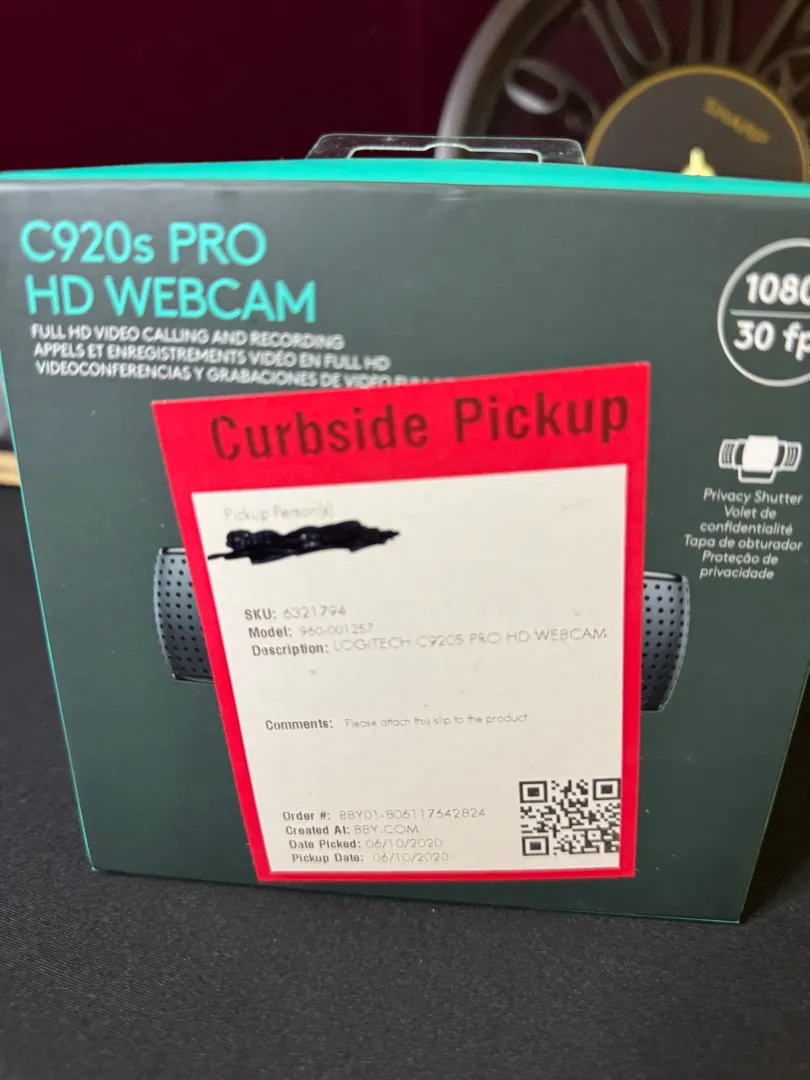 SHARP
C920s PRO
HD WEBCAM
FULL HD VIDEO CALLING AND RECORDING
APPELS ET ENREGISTREMENTS VIDÉO EN FULL HD
VIDEOCONFERENCIAS Y GRABACIONES DE VIDEO
1080
30 fp
Privacy Shutter
Volet de
confidentialité
Tapa de obturador
Proteção de
privacidade
Curbside Pickup
Pickup Person(s)
SKU: 6321794
Model: 960-001257
Description: LOGITECH C920S PRO HD WEBCAM
Comments: Please attach this slip to the product
Order #: BBY01-806117642824
Created At: BBY.COM
Date Picked: 06/10/2020
Pickup Date: 06/10/2020